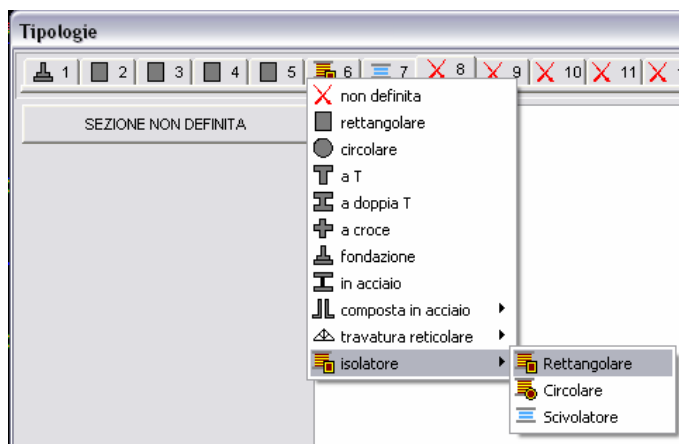 Tipologie
1 2 3 4 5 6 7 8 9 10 11
SEZIONE NON DEFINITA
non definita
rettangolare
circolare
a T
a doppia T
a croce
fondazione
in acciaio
composta in acciaio
travatura reticolare
isolatore
Rettangolare
Circolare
Scivolatore